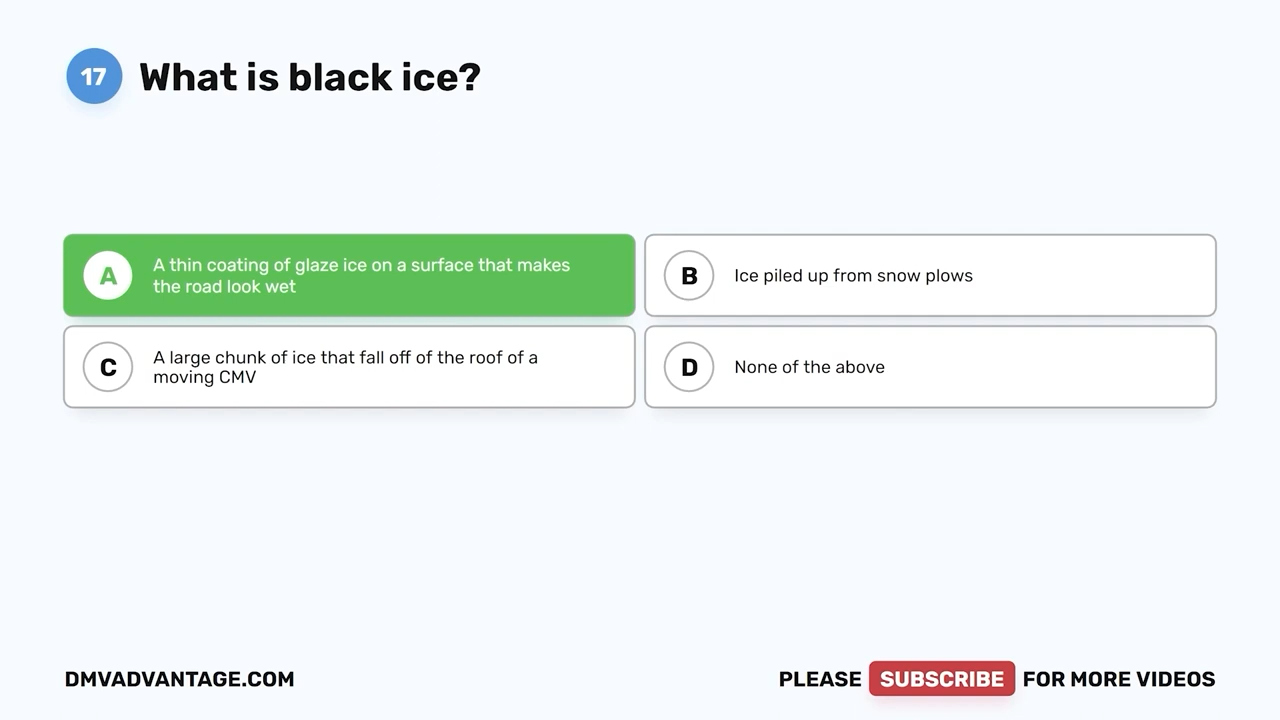 17 What is black ice?
A A thin coating of glaze ice on a surface that makes
the road look wet
B Ice piled up from snow plows
C A large chunk of ice that fall off of the roof of a
moving CMV
D None of the above
DMVADVANTAGE.COM
PLEASE SUBSCRIBE FOR MORE VIDEOS